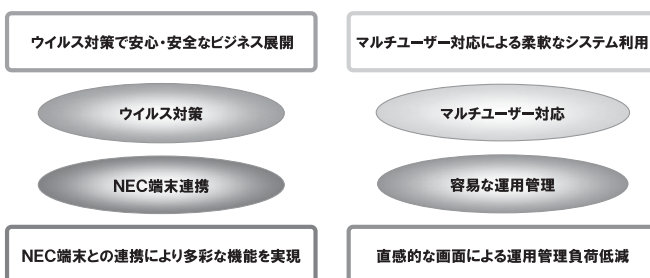 ウイルス対策で安心・安全なビジネス展開
マルチユーザー対応による柔軟なシステム利用
ウイルス対策
マルチユーザー対応
NEC端末連携
容易な運用管理
NEC端末との連携により多彩な機能を実現
直感的な画面による運用管理負荷低減